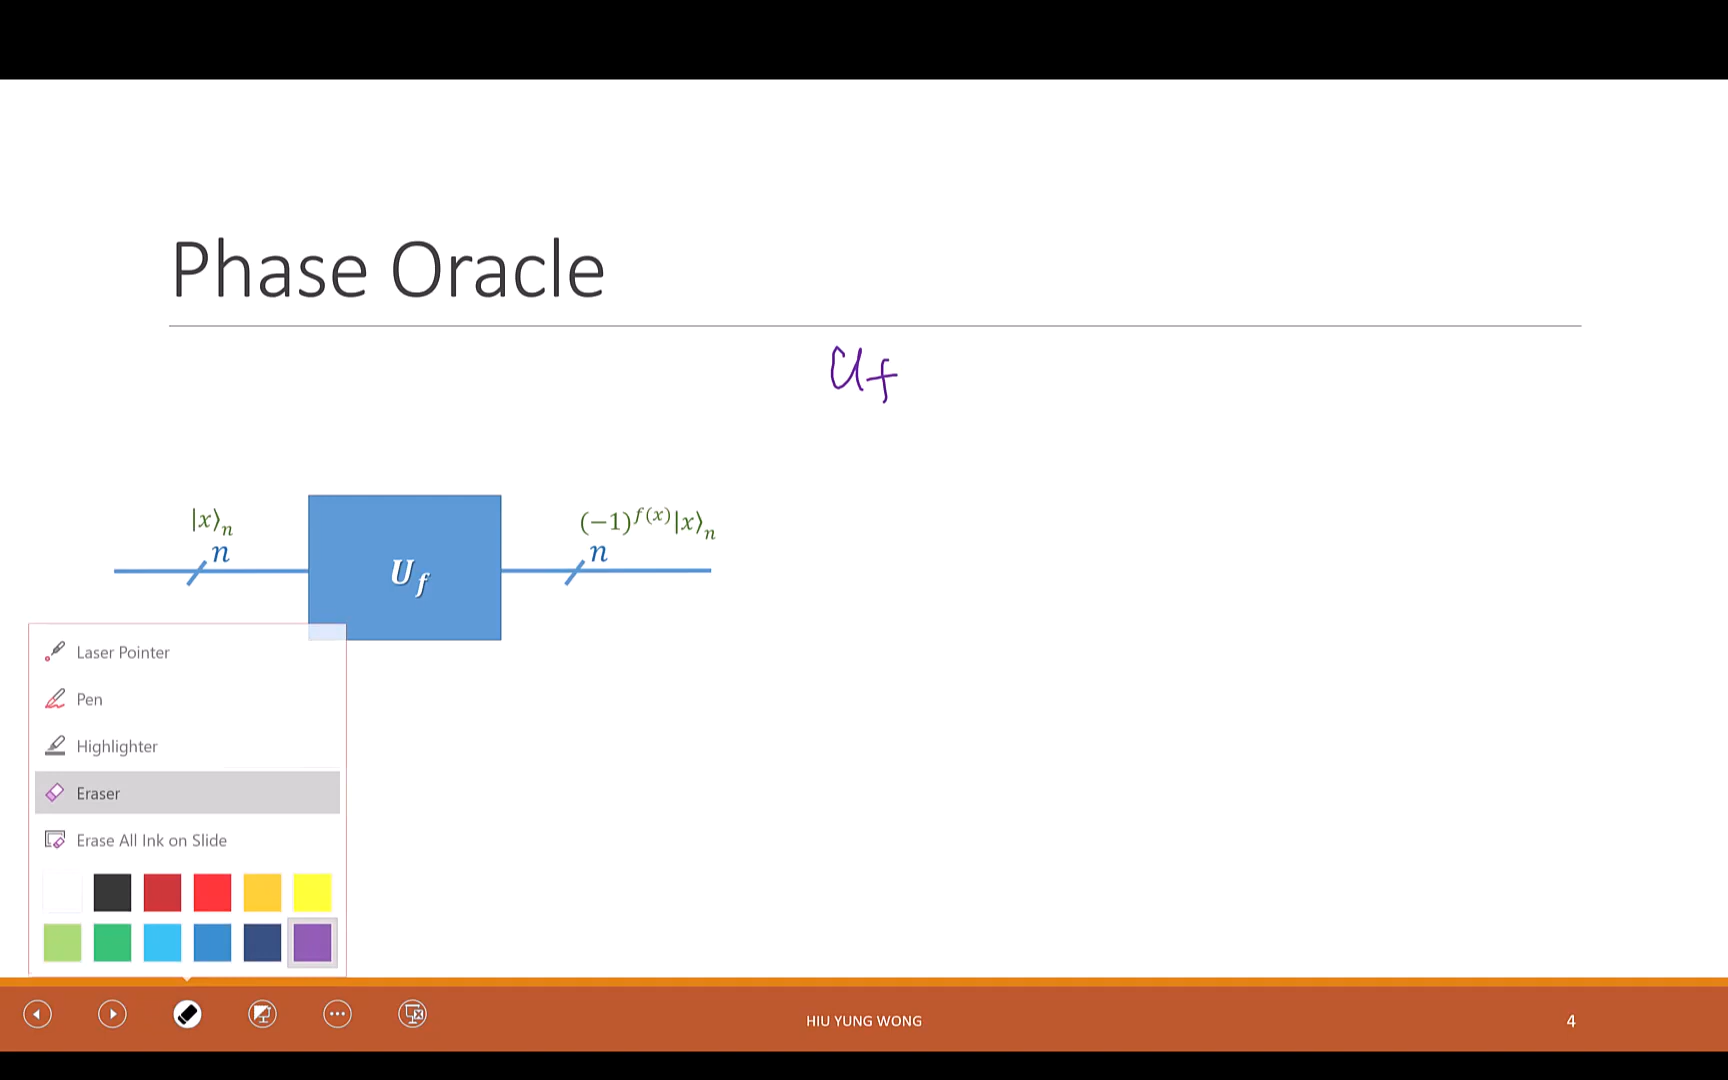 Phase Oracle
Uf
|x⟩n
n
Uf
(−1)^f(x)|x⟩n
n
Laser Pointer
Pen
Highlighter
Eraser
Erase All Ink on Slide
HIU YUNG WONG
4